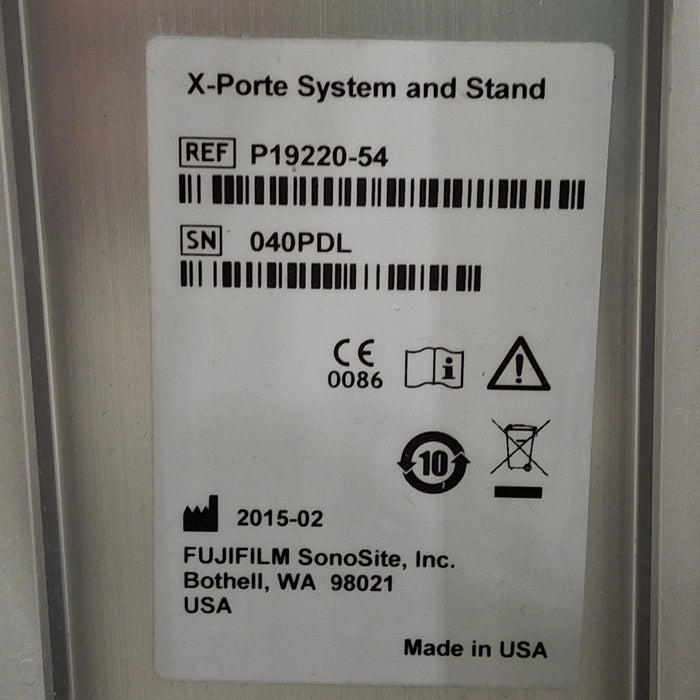 X-Porte System and Stand
REF P19220-54
SN 040PDL
CE
0086
i
!
10
2015-02
FUJIFILM SonoSite, Inc.
Bothell, WA 98021
USA
Made in USA